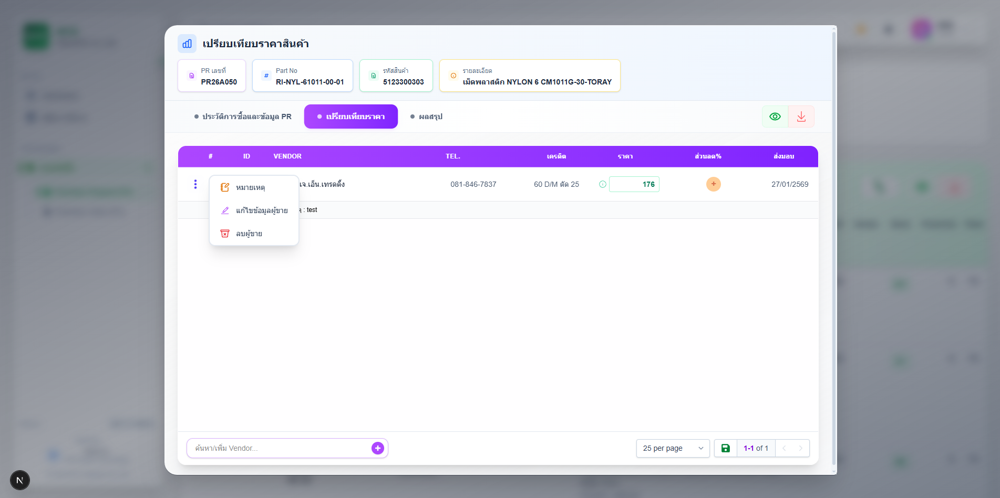 เปรียบเทียบราคาสินค้า
PR เลขที่
PR26A050
Part No
RI-NYL-61011-00-01
รหัสสินค้า
5123300303
รายละเอียด
เม็ดพลาสติก NYLON 6 CM1011G-30-TORAY
ประวัติการซื้อและข้อมูล PR
เปรียบเทียบราคา
ผลสรุป
# ID VENDOR TEL. เครดิต ราคา ส่วนลด% ส่งมอบ
เจ.เอ็น.เทรดดิ้ง 081-846-7837 60 D/M ตัด 25 176 + 27/01/2569
: test
หมายเหตุ
แก้ไขข้อมูลผู้ขาย
ลบผู้ขาย
ค้นหา/เพิ่ม Vendor...
25 per page
1-1 of 1
N